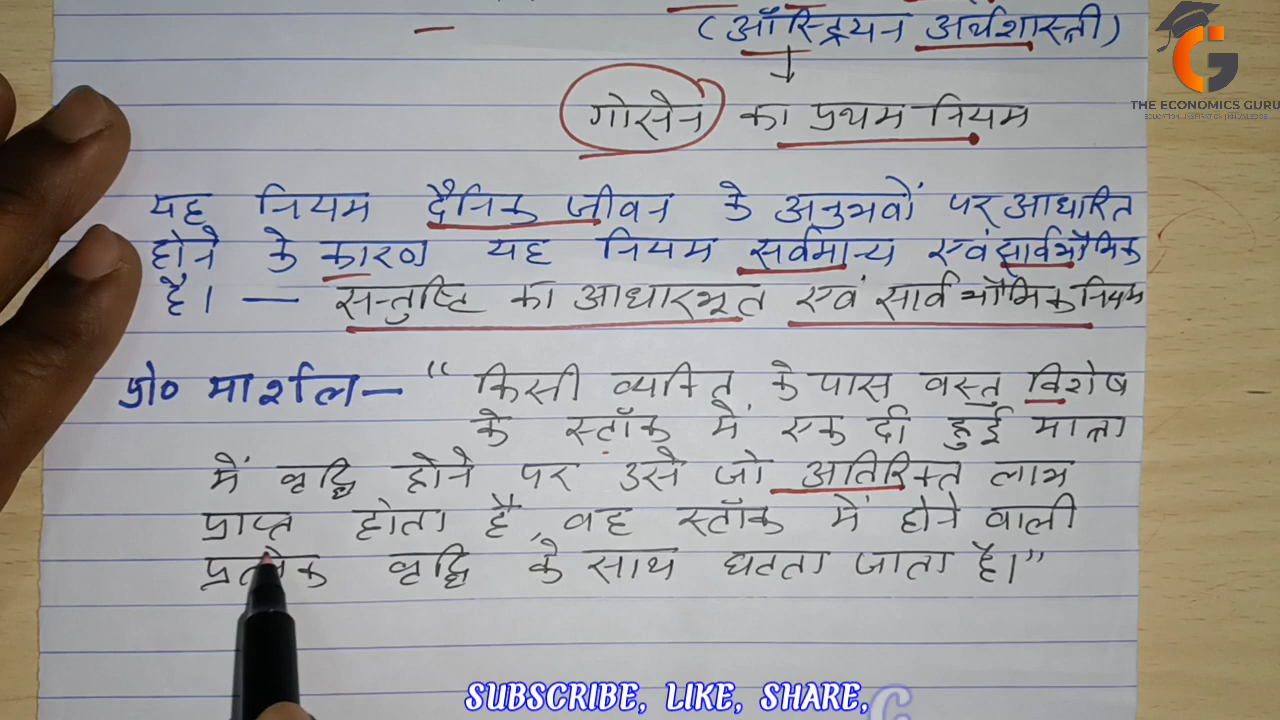 (ऑस्ट्रियन अर्थशास्त्री)
गोसेन का प्रथम नियम
THE ECONOMICS GURU
यह नियम दैनिक जीवन के अनुभवों पर आधारित
होने के कारण यह नियम सर्वमान्य एवं सार्वभौमिक
है। — सन्तुष्टि का आधारभूत एवं सार्वभौमिक नियम
प्रो० मार्शल— "किसी व्यक्ति के पास वस्तु विशेष
के स्टॉक में एक दी हुई मात्रा
में वृद्धि होने पर उसे जो अतिरिक्त लाभ
प्राप्त होता है, वह स्टॉक में होने वाली
प्रत्येक वृद्धि के साथ घटता जाता है।"
SUBSCRIBE, LIKE, SHARE,